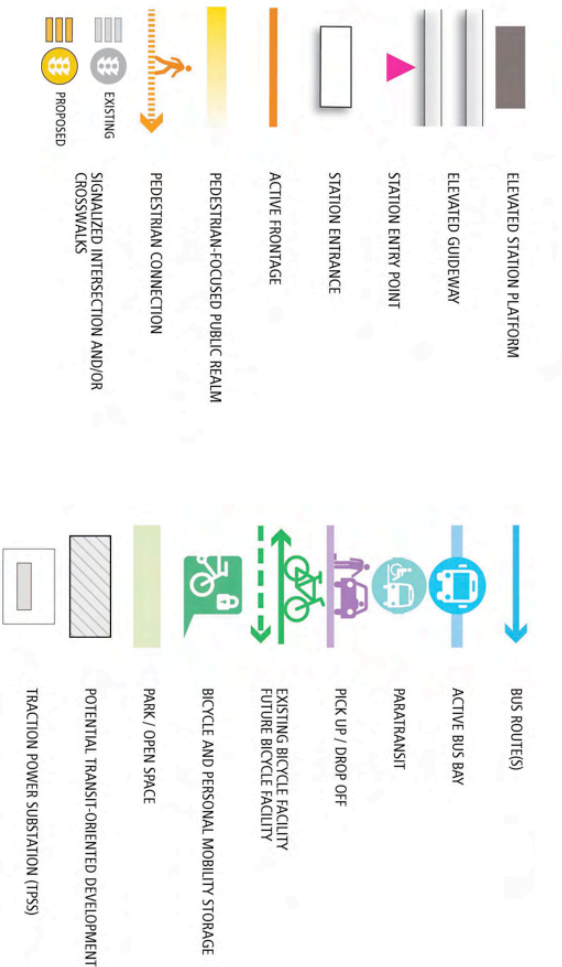 ELEVATED STATION PLATFORM
ELEVATED GUIDEWAY
STATION ENTRY POINT
STATION ENTRANCE
ACTIVE FRONTAGE
PEDESTRIAN-FOCUSED PUBLIC REALM
PEDESTRIAN CONNECTION
EXISTING
PROPOSED
SIGNALIZED INTERSECTION AND/OR
CROSSWALKS
BUS ROUTE(S)
ACTIVE BUS BAY
PARATRANSIT
PICK UP / DROP OFF
EXISTING BICYCLE FACILITY
FUTURE BICYCLE FACILITY
BICYCLE AND PERSONAL MOBILITY STORAGE
PARK / OPEN SPACE
POTENTIAL TRANSIT-ORIENTED DEVELOPMENT
TRACTION POWER SUBSTATION (TPSS)